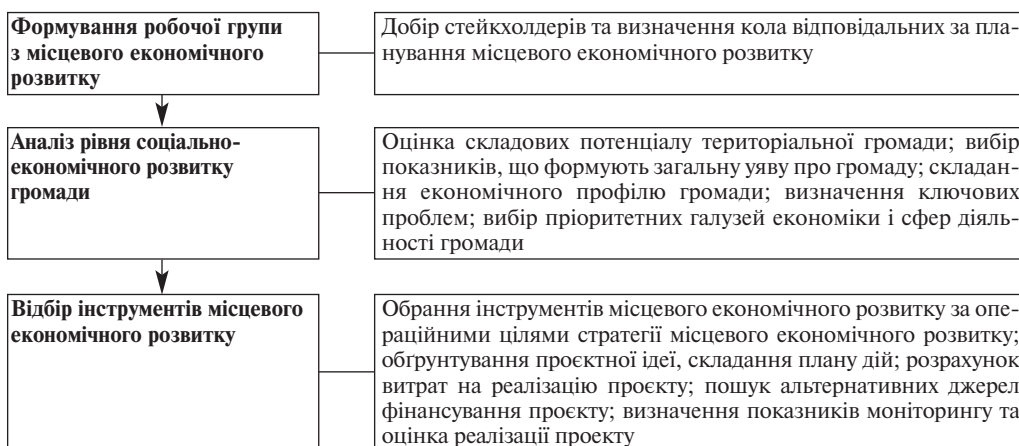 Формування робочої групи
з місцевого економічного
розвитку
Добір стейкхолдерів та визначення кола відповідальних за пла-
нування місцевого економічного розвитку
Аналіз рівня соціально-
економічного розвитку
громади
Оцінка складових потенціалу територіальної громади; вибір
показників, що формують загальну уяву про громаду; складан-
ня економічного профілю громади; визначення ключових
проблем; вибір пріоритетних галузей економіки і сфер діяль-
ності громади
Відбір інструментів місцевого
економічного розвитку
Обрання інструментів місцевого економічного розвитку за опе-
раційними цілями стратегії місцевого економічного розвитку;
обґрунтування проєктної ідеї, складання плану дій; розрахунок
витрат на реалізацію проєкту; пошук альтернативних джерел
фінансування проєкту; визначення показників моніторингу та
оцінка реалізації проекту